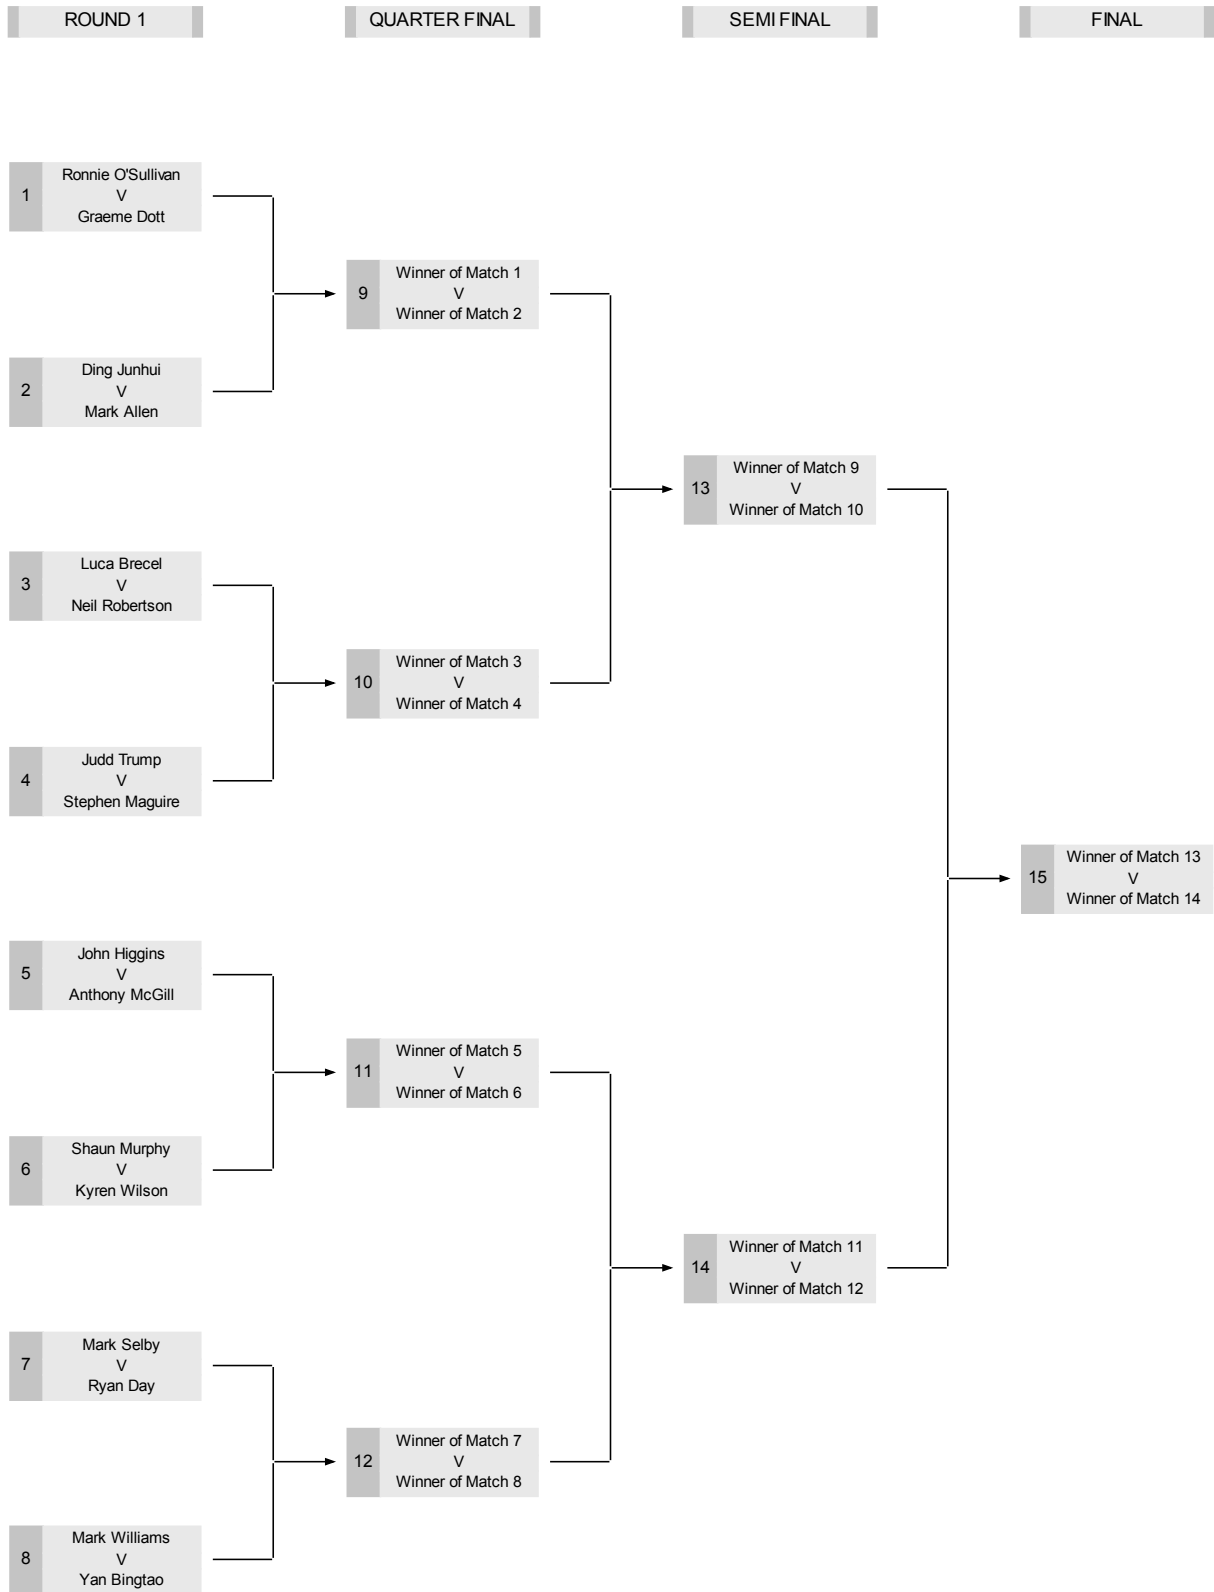 ROUND 1
QUARTER FINAL
SEMI FINAL
FINAL
1
Ronnie O'Sullivan
V
Graeme Dott
2
Ding Junhui
V
Mark Allen
3
Luca Brecel
V
Neil Robertson
4
Judd Trump
V
Stephen Maguire
5
John Higgins
V
Anthony McGill
6
Shaun Murphy
V
Kyren Wilson
7
Mark Selby
V
Ryan Day
8
Mark Williams
V
Yan Bingtao
9
Winner of Match 1
V
Winner of Match 2
10
Winner of Match 3
V
Winner of Match 4
11
Winner of Match 5
V
Winner of Match 6
12
Winner of Match 7
V
Winner of Match 8
13
Winner of Match 9
V
Winner of Match 10
14
Winner of Match 11
V
Winner of Match 12
15
Winner of Match 13
V
Winner of Match 14